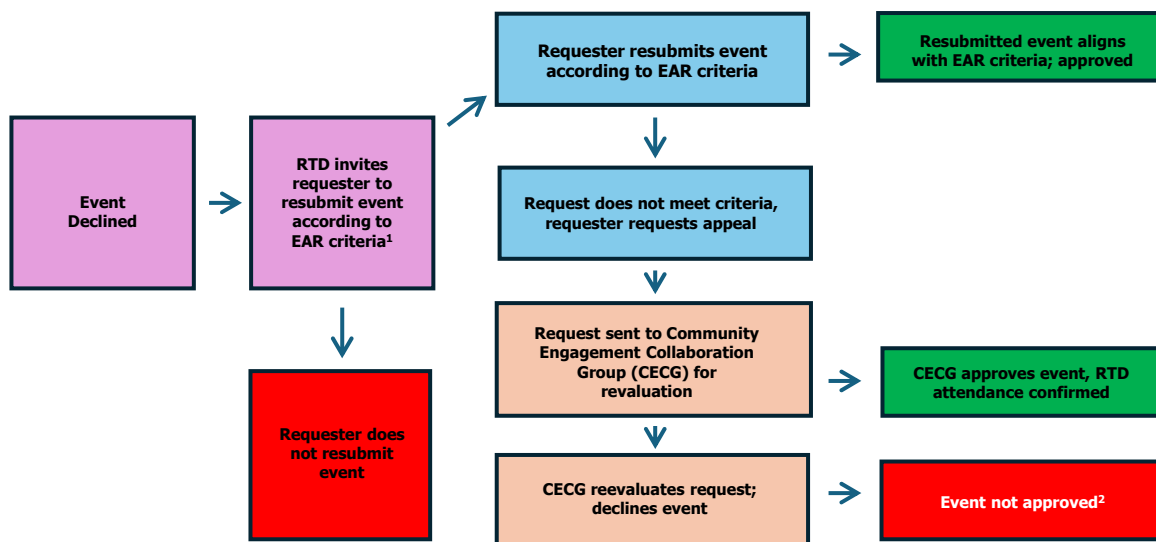 Event
Declined
RTD invites
requester to
resubmit event
according to
EAR criteria¹
Requester does
not resubmit
event
Requester resubmits event
according to EAR criteria
Resubmitted event aligns
with EAR criteria; approved
Request does not meet criteria,
requester requests appeal
Request sent to Community
Engagement Collaboration
Group (CECG) for
revaluation
CECG approves event, RTD
attendance confirmed
CECG reevaluates request;
declines event
Event not approved²